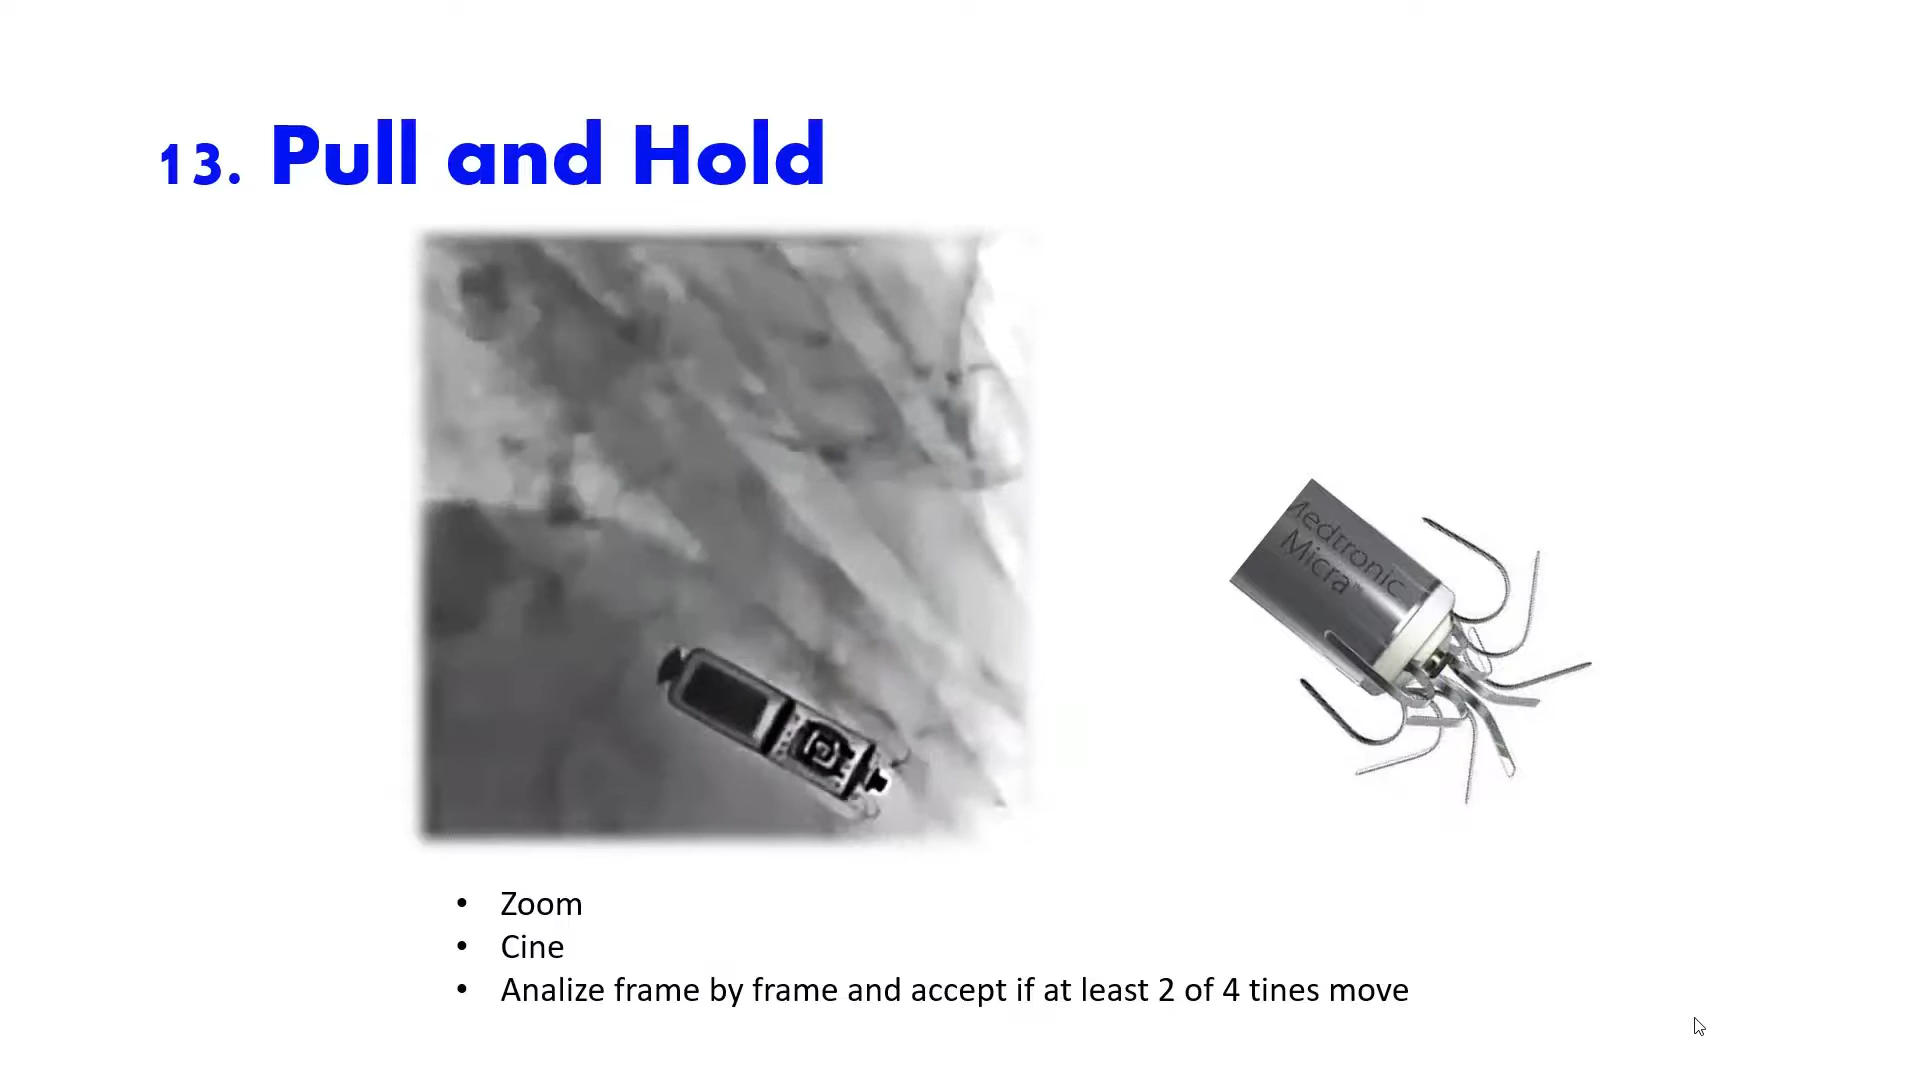 13. Pull and Hold
Medtronic
Micra
• Zoom
• Cine
• Analize frame by frame and accept if at least 2 of 4 tines move